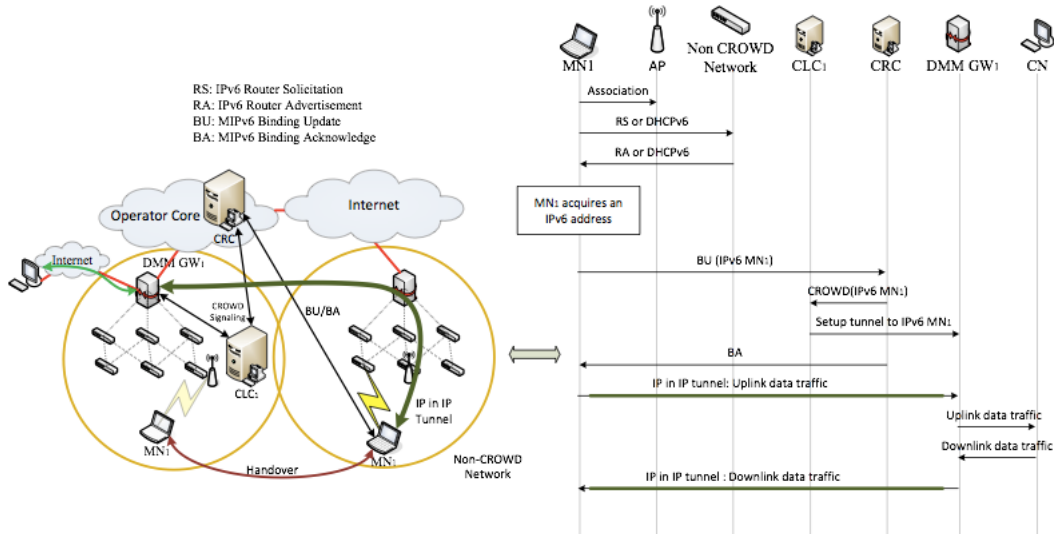 RS: IPv6 Router Solicitation
RA: IPv6 Router Advertisement
BU: MIPv6 Binding Update
BA: MIPv6 Binding Acknowledge
Operator Core
CRC
Internet
Internet
DMM GW1
CROWD
Signaling
BU/BA
CLC1
IP in IP
Tunnel
MN1
MN1
Handover
Non-CROWD
Network
MN1
AP
Non CROWD
Network
CLC1
CRC
DMM GW1
CN
Association
RS or DHCPv6
RA or DHCPv6
MN1 acquires an
IPv6 address
BU (IPv6 MN1)
CROWD(IPv6 MN1)
Setup tunnel to IPv6 MN1
BA
IP in IP tunnel: Uplink data traffic
Uplink data traffic
Downlink data traffic
IP in IP tunnel : Downlink data traffic